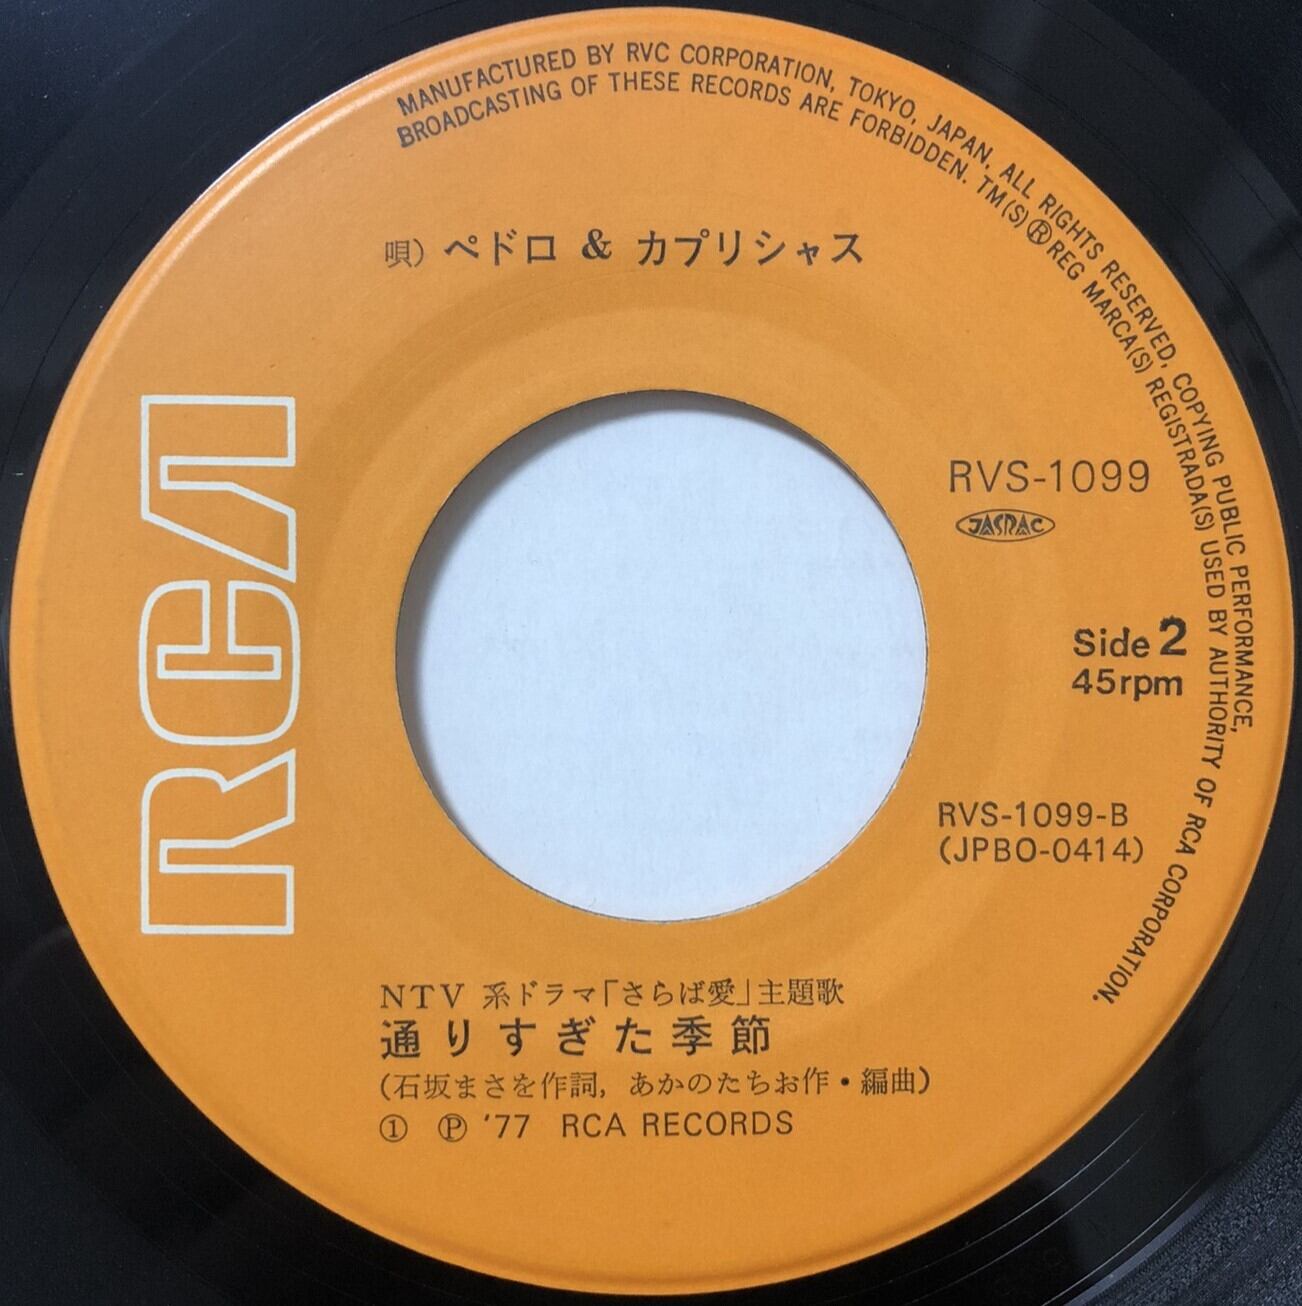 MANUFACTURED BY RVC CORPORATION, TOKYO, JAPAN. ALL RIGHTS RESERVED, COPYING PUBLIC PERFORMANCE,
BROADCASTING OF THESE RECORDS ARE FORBIDDEN. TM(S)®REG MARCA(S) REGISTRADA(S) USED BY AUTHORITY OF RCA CORPORATION.
唄) ペドロ & カプリシャス
RCA
RVS-1099
JASRAC
Side 2
45rpm
RVS-1099-B
(JPBO-0414)
NTV 系ドラマ「さらば愛」主題歌
通りすぎた季節
(石坂まさを作詞, あかのたちお作・編曲)
① Ⓟ '77 RCA RECORDS